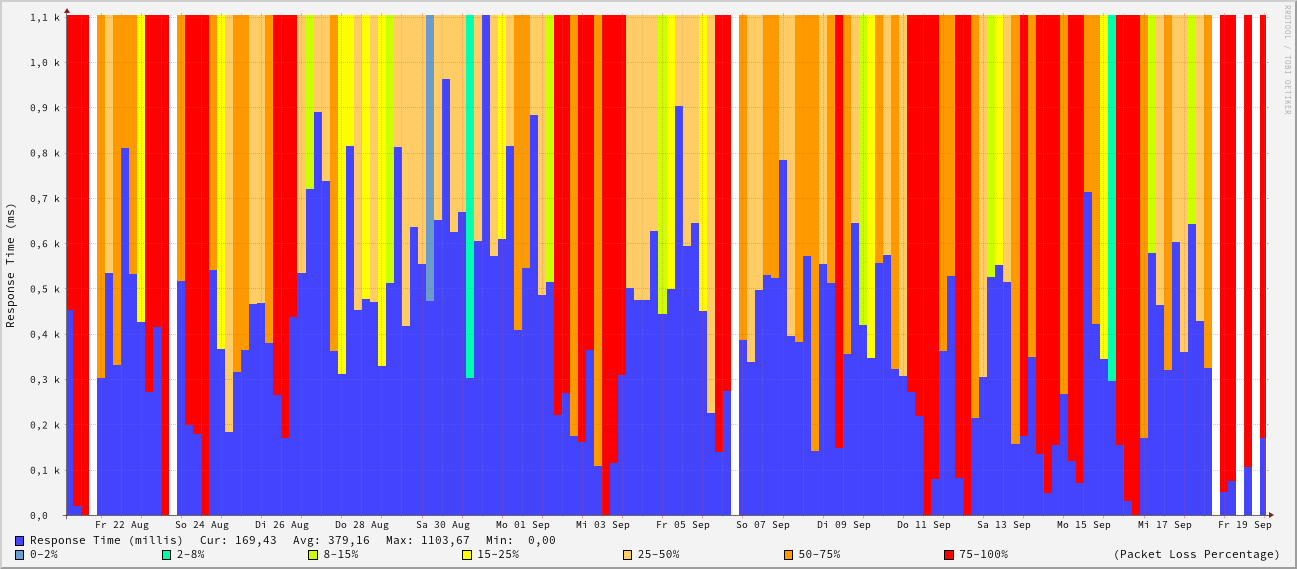 RRDTOOL / TOBI OETIKER
Response Time (ms)
1,1 k
1,0 k
0,9 k
0,8 k
0,7 k
0,6 k
0,5 k
0,4 k
0,3 k
0,2 k
0,1 k
0,0
Fr 22 Aug So 24 Aug Di 26 Aug Do 28 Aug Sa 30 Aug Mo 01 Sep Mi 03 Sep Fr 05 Sep So 07 Sep Di 09 Sep Do 11 Sep Sa 13 Sep Mo 15 Sep Mi 17 Sep Fr 19 Sep
Response Time (millis) Cur: 169,43 Avg: 379,16 Max: 1103,67 Min: 0,00
0-2% 2-8% 8-15% 15-25% 25-50% 50-75% 75-100% (Packet Loss Percentage)